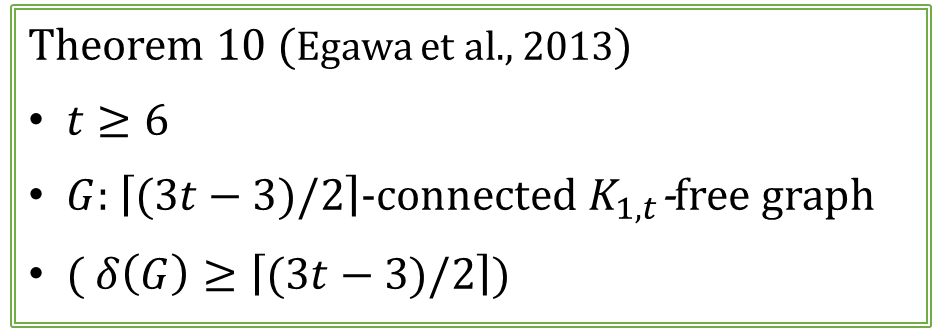 Theorem 10 (Egawa et al., 2013)
• t ≥ 6
• G: ⌈(3t − 3)/2⌉-connected K₁,ₜ-free graph
• ( δ(G) ≥ ⌈(3t − 3)/2⌉)